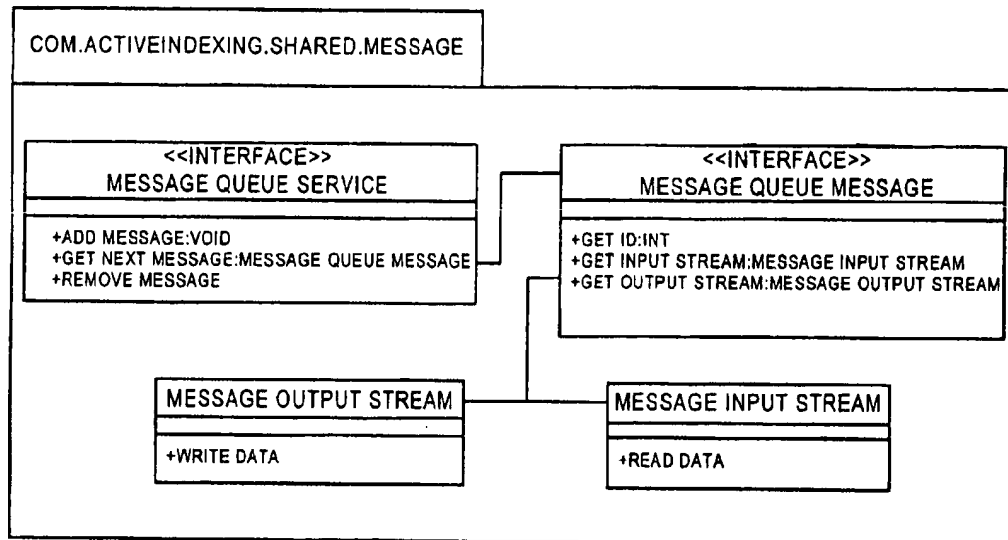 COM.ACTIVEINDEXING.SHARED.MESSAGE
<<INTERFACE>>
MESSAGE QUEUE SERVICE
+ADD MESSAGE:VOID
+GET NEXT MESSAGE:MESSAGE QUEUE MESSAGE
+REMOVE MESSAGE
<<INTERFACE>>
MESSAGE QUEUE MESSAGE
+GET ID:INT
+GET INPUT STREAM:MESSAGE INPUT STREAM
+GET OUTPUT STREAM:MESSAGE OUTPUT STREAM
MESSAGE OUTPUT STREAM
+WRITE DATA
MESSAGE INPUT STREAM
+READ DATA